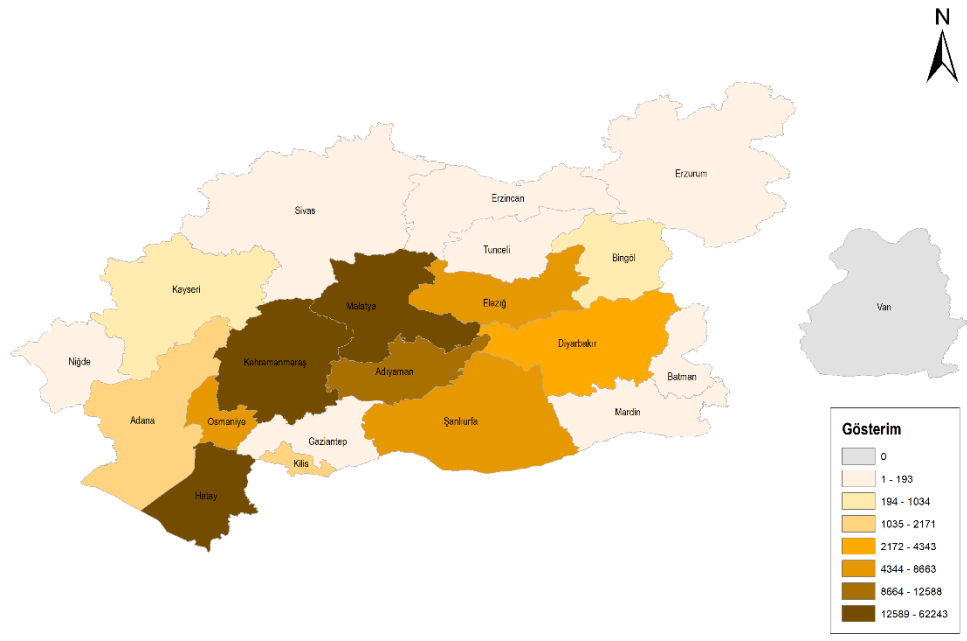 N
Erzurum
Erzincan
Sivas
Tunceli
Bingöl
Kayseri
Elazığ
Malatya
Van
Diyarbakır
Niğde
Kahramanmaraş
Adıyaman
Batman
Mardin
Adana
Osmaniye
Şanlıurfa
Gaziantep
Kilis
Hatay
Gösterim
0
1 - 193
194 - 1034
1035 - 2171
2172 - 4343
4344 - 8663
8664 - 12588
12589 - 62243